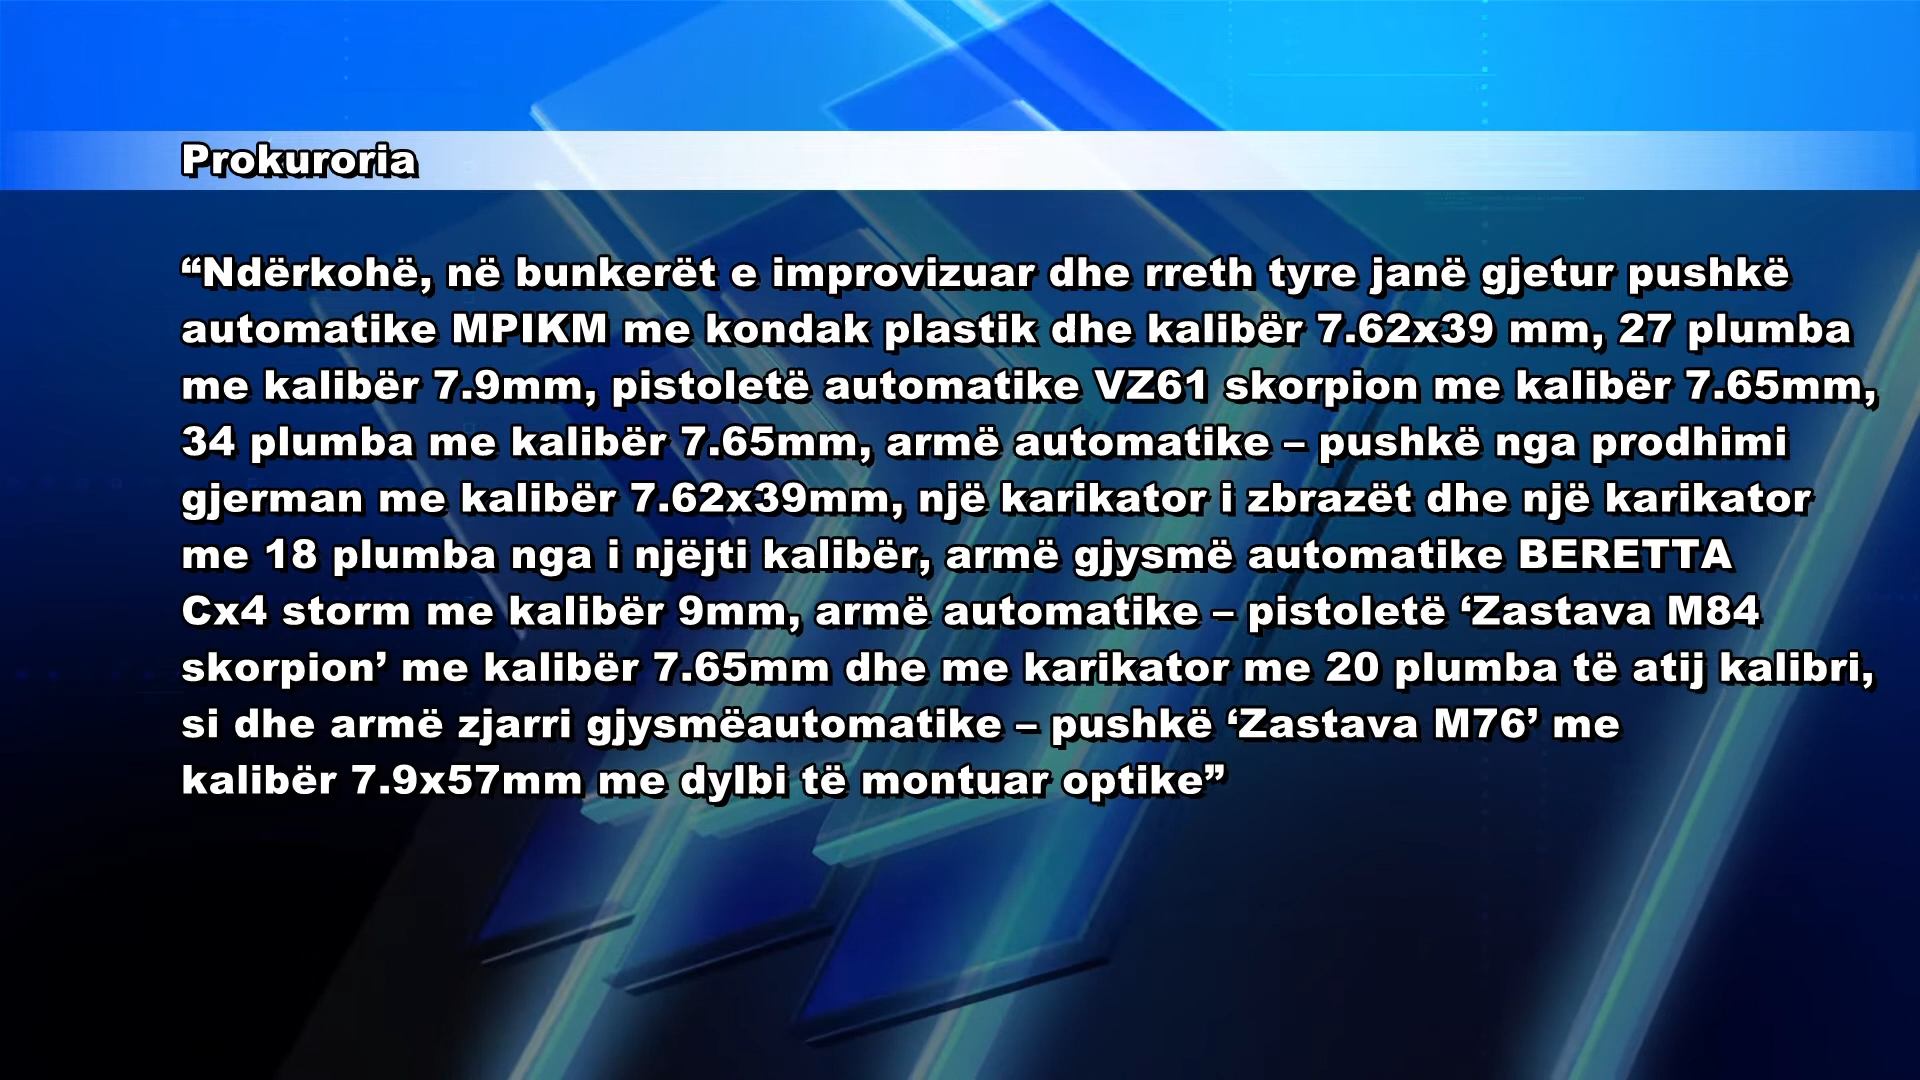 Prokuroria
“Ndërkohë, në bunkerët e improvizuar dhe rreth tyre janë gjetur pushkë
automatike MPIKM me kondak plastik dhe kalibër 7.62x39 mm, 27 plumba
me kalibër 7.9mm, pistoletë automatike VZ61 skorpion me kalibër 7.65mm,
34 plumba me kalibër 7.65mm, armë automatike – pushkë nga prodhimi
gjerman me kalibër 7.62x39mm, një karikator i zbrazët dhe një karikator
me 18 plumba nga i njëjti kalibër, armë gjysmë automatike BERETTA
Cx4 storm me kalibër 9mm, armë automatike – pistoletë ‘Zastava M84
skorpion’ me kalibër 7.65mm dhe me karikator me 20 plumba të atij kalibri,
si dhe armë zjarri gjysmëautomatike – pushkë ‘Zastava M76’ me
kalibër 7.9x57mm me dylbi të montuar optike”